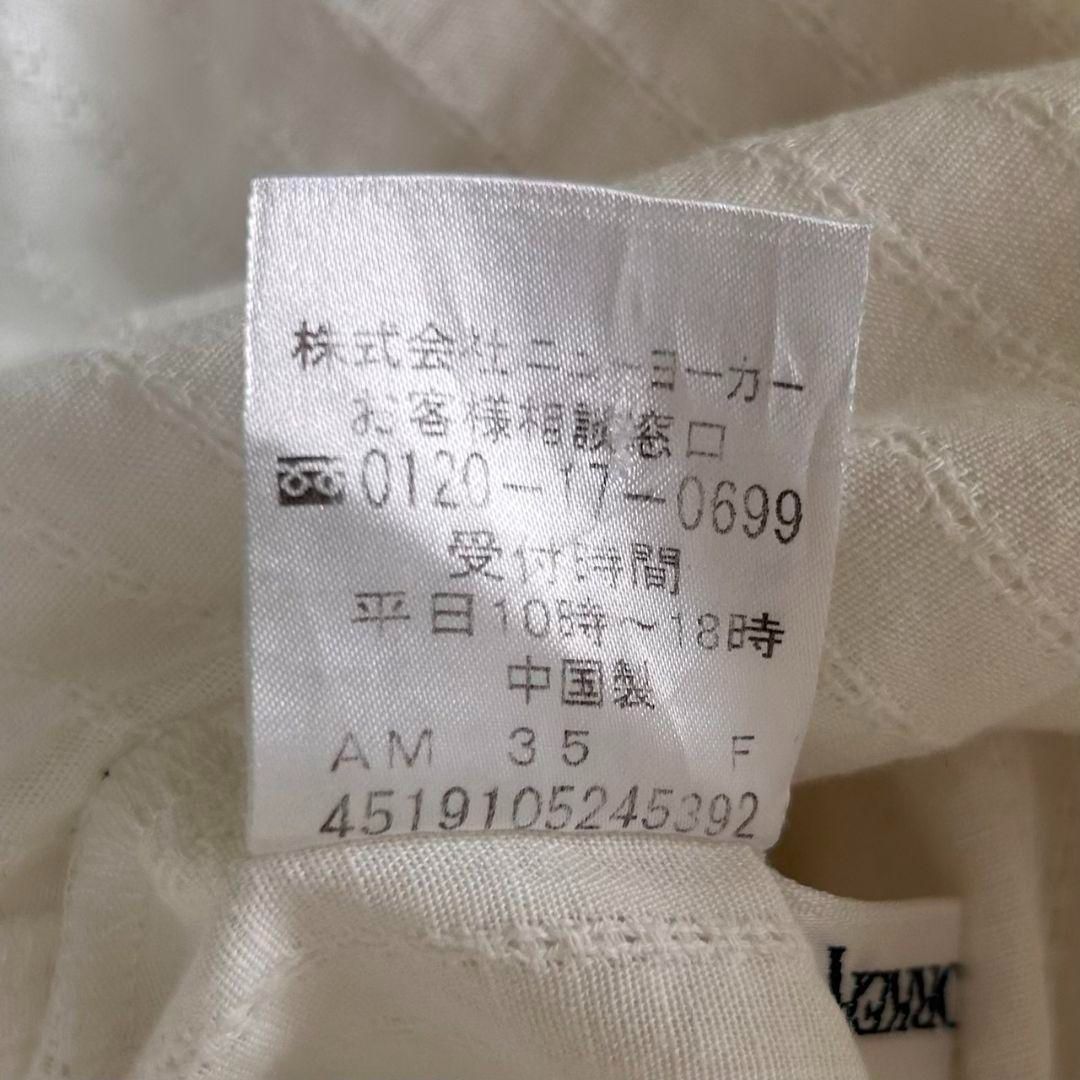 株式会社ニューヨーカー
お客様相談窓口
0120-17-0699
受付時間
平日10時～18時
中国製
AM 35 F
4519105245392